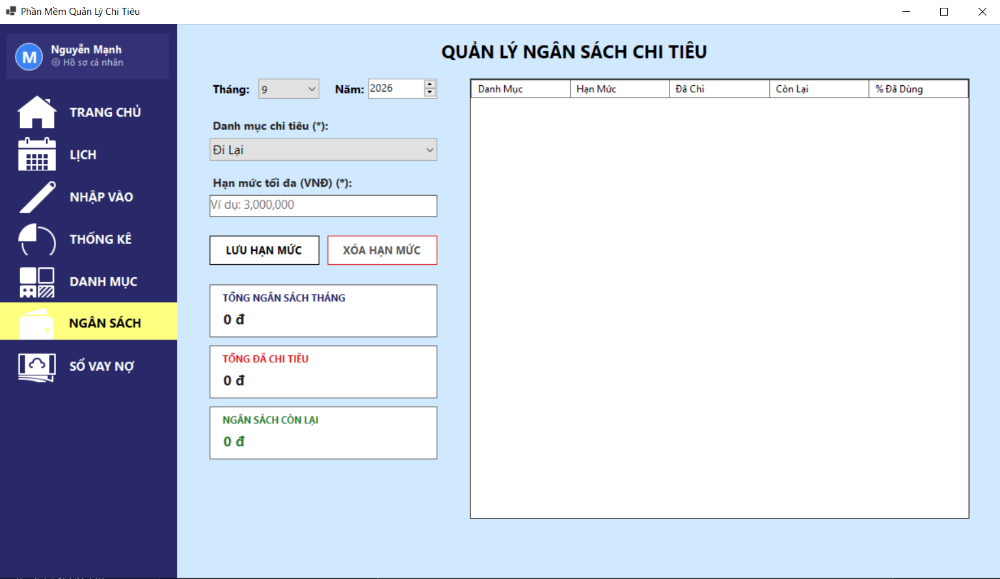 Phần Mềm Quản Lý Chi Tiêu
M
Nguyễn Mạnh
Hồ sơ cá nhân
TRANG CHỦ
LỊCH
NHẬP VÀO
THỐNG KÊ
DANH MỤC
NGÂN SÁCH
SỔ VAY NỢ
QUẢN LÝ NGÂN SÁCH CHI TIÊU
Tháng: 9 Năm: 2026
Danh mục chi tiêu (*):
Đi Lại
Hạn mức tối đa (VNĐ) (*):
Ví dụ: 3,000,000
LƯU HẠN MỨC XÓA HẠN MỨC
TỔNG NGÂN SÁCH THÁNG
0 đ
TỔNG ĐÃ CHI TIÊU
0 đ
NGÂN SÁCH CÒN LẠI
0 đ
Danh Mục Hạn Mức Đã Chi Còn Lại % Đã Dùng